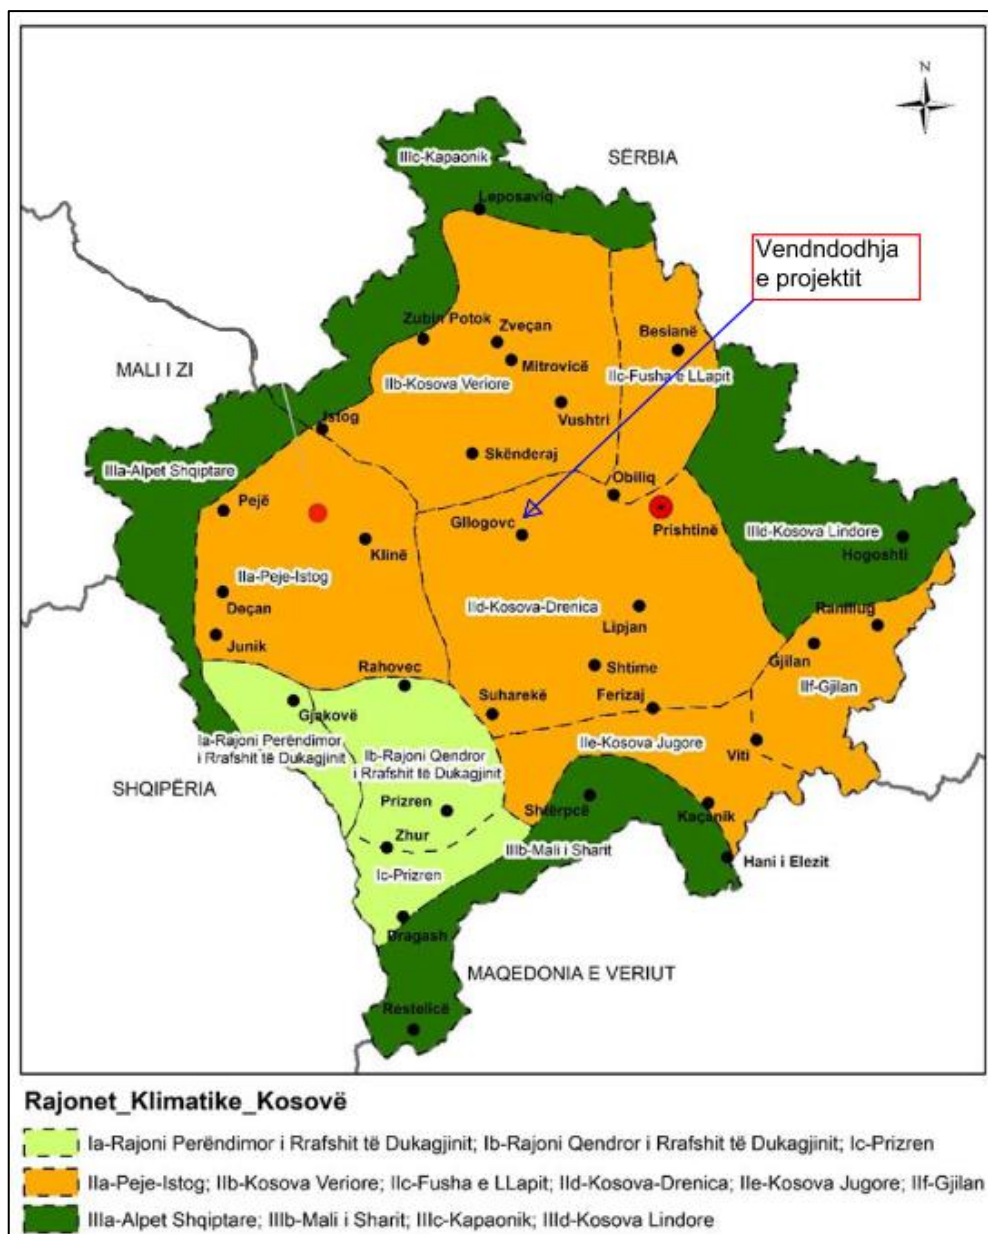 N
IIIc-Kapaonik
SËRBIA
Leposaviq
Vendndodhja
e projektit
Zubin Potok
Zveçan
Besianë
MALI I ZI
Mitrovicë
IIb-Kosova Veriore
IIc-Fusha e LLapit
Vushtri
Istog
Skënderaj
IIIa-Alpet Shqiptare
Obiliq
Pejë
Gllogovc
Prishtinë
IIId-Kosova Lindore
Klinë
Hogoshti
IIa-Peje-Istog
Deçan
IId-Kosova-Drenica
Ranillug
Lipjan
Junik
Gjilan
Rahovec
Shtime
IIf-Gjilan
Suharekë
Ferizaj
Gjakovë
Ia-Rajoni Perëndimor
i Rrafshit të Dukagjinit
IIe-Kosova Jugore
Viti
Ib-Rajoni Qendror
i Rrafshit të Dukagjinit
SHQIPËRIA
Prizren
Shtërpcë
Kaçanik
Zhur
IIIb-Mali i Sharit
Hani i Elezit
Ic-Prizren
Dragash
MAQEDONIA E VERIUT
Restelicë
Rajonet_Klimatike_Kosovë
Ia-Rajoni Perëndimor i Rrafshit të Dukagjinit; Ib-Rajoni Qendror i Rrafshit të Dukagjinit; Ic-Prizren
IIa-Peje-Istog; IIb-Kosova Veriore; IIc-Fusha e LLapit; IId-Kosova-Drenica; IIe-Kosova Jugore; IIf-Gjilan
IIIa-Alpet Shqiptare; IIIb-Mali i Sharit; IIIc-Kapaonik; IIId-Kosova Lindore